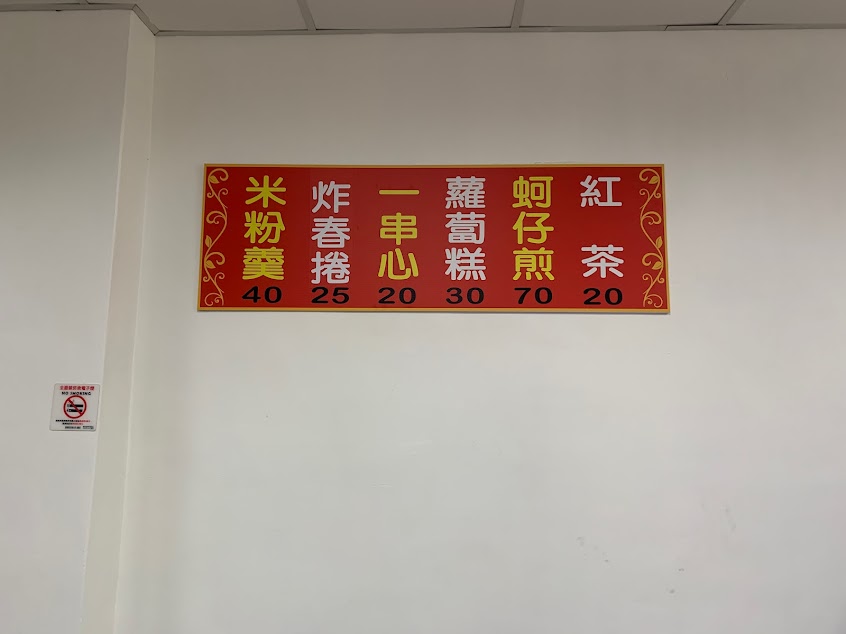 米粉羹 40
炸春捲 25
一串心 20
蘿蔔糕 30
蚵仔煎 70
紅茶 20
NO SMOKING